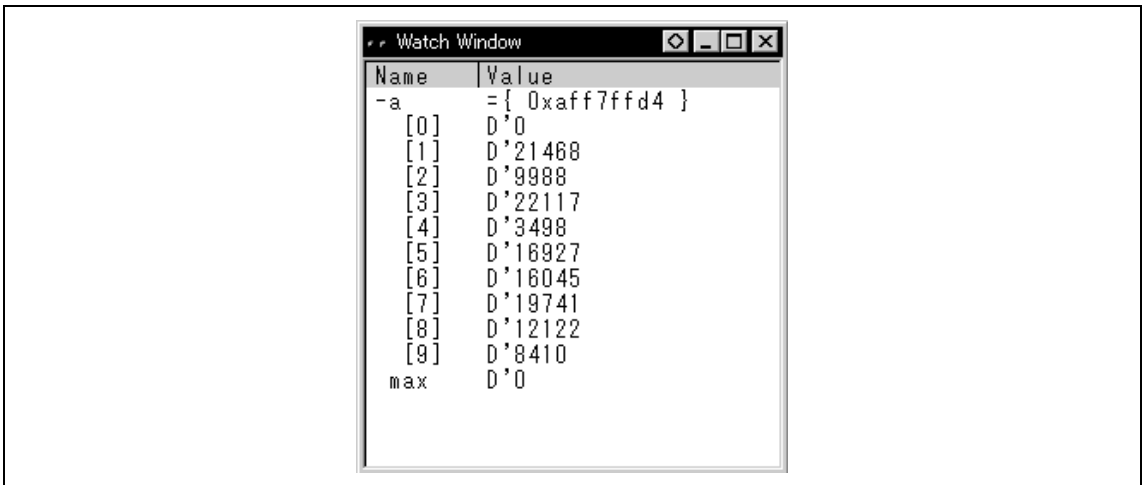 Watch Window
Name Value
-a ={ 0xaff7ffd4 }
[0] D'0
[1] D'21468
[2] D'9988
[3] D'22117
[4] D'3498
[5] D'16927
[6] D'16045
[7] D'19741
[8] D'12122
[9] D'8410
max D'0